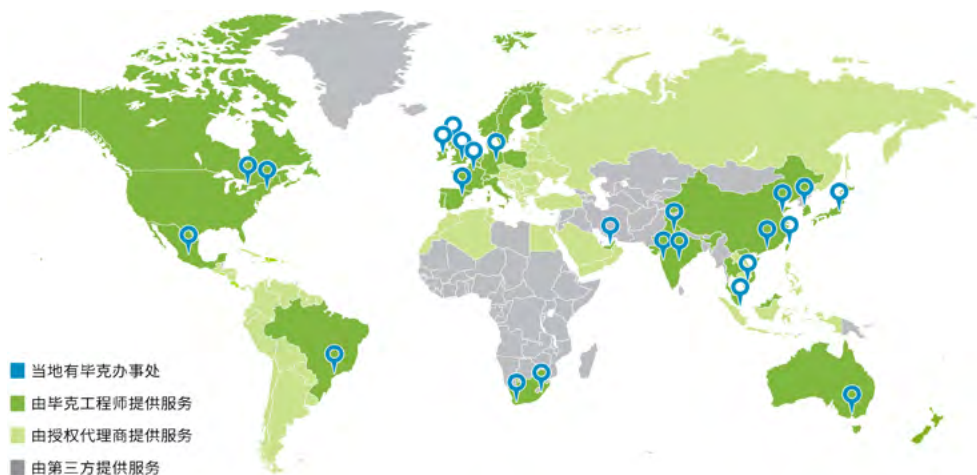 当地有毕克办事处
由毕克工程师提供服务
由授权代理商提供服务
由第三方提供服务